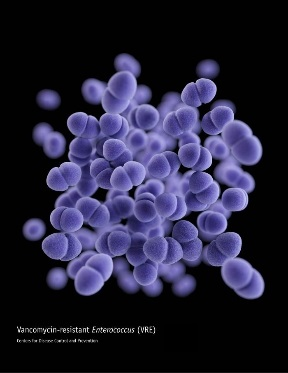 Vancomycin-resistant Enterococcus (VRE)
Centers for Disease Control and Prevention